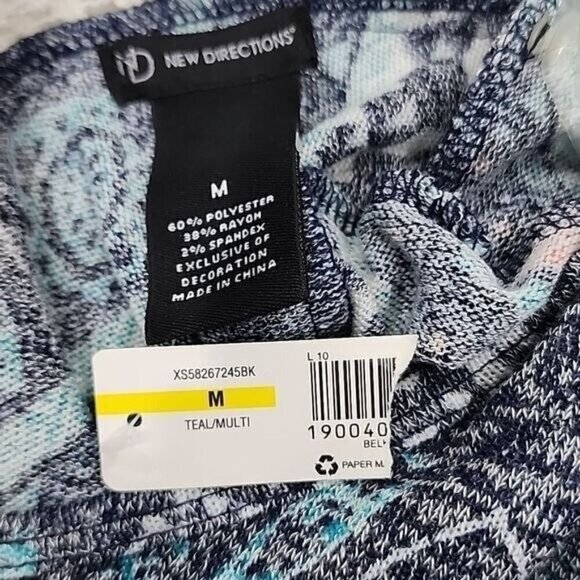 ND NEW DIRECTIONS®
M
60% POLYESTER
38% RAYON
2% SPANDEX
EXCLUSIVE OF
DECORATION
MADE IN CHINA
XS58267245BK
M
TEAL/MULTI
L 10
190040
BEL
PAPER M